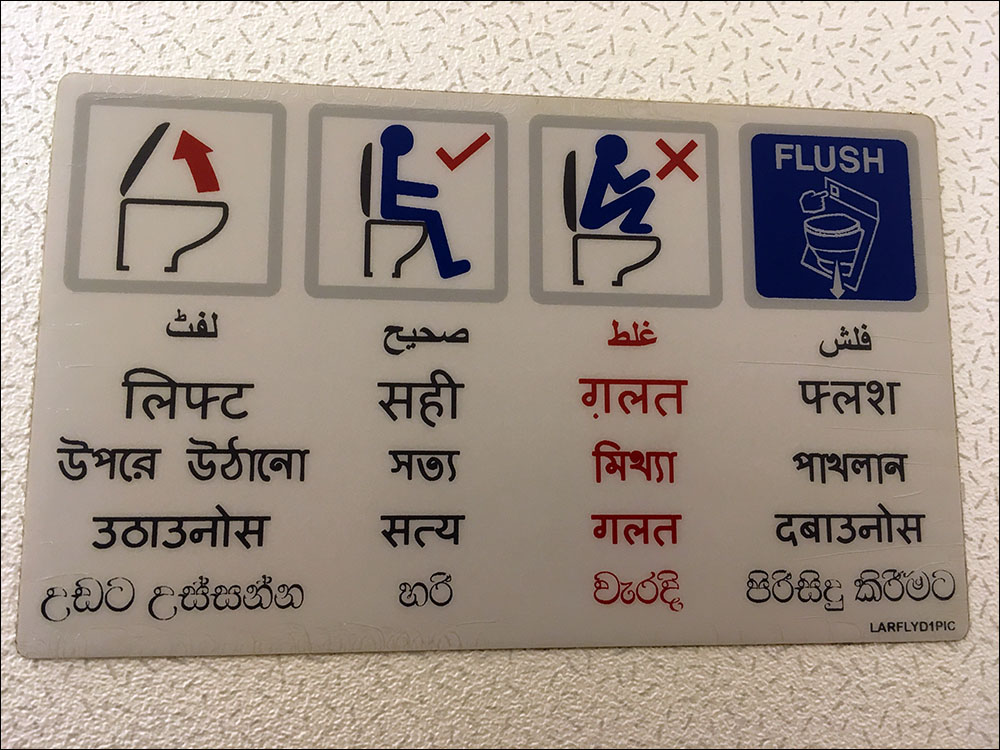 FLUSH
لفٹ صحیح غلط فلش
लिफ्ट सही ग़लत फ्लश
উপরে উঠানো সত্য মিথ্যা পাখলান
उठाउनोस सत्य गलत दबाउनोस
උඩට උස්සන්න හරි වැරදි පිරිසිදු කිරීමට
LARFLYD1PIC